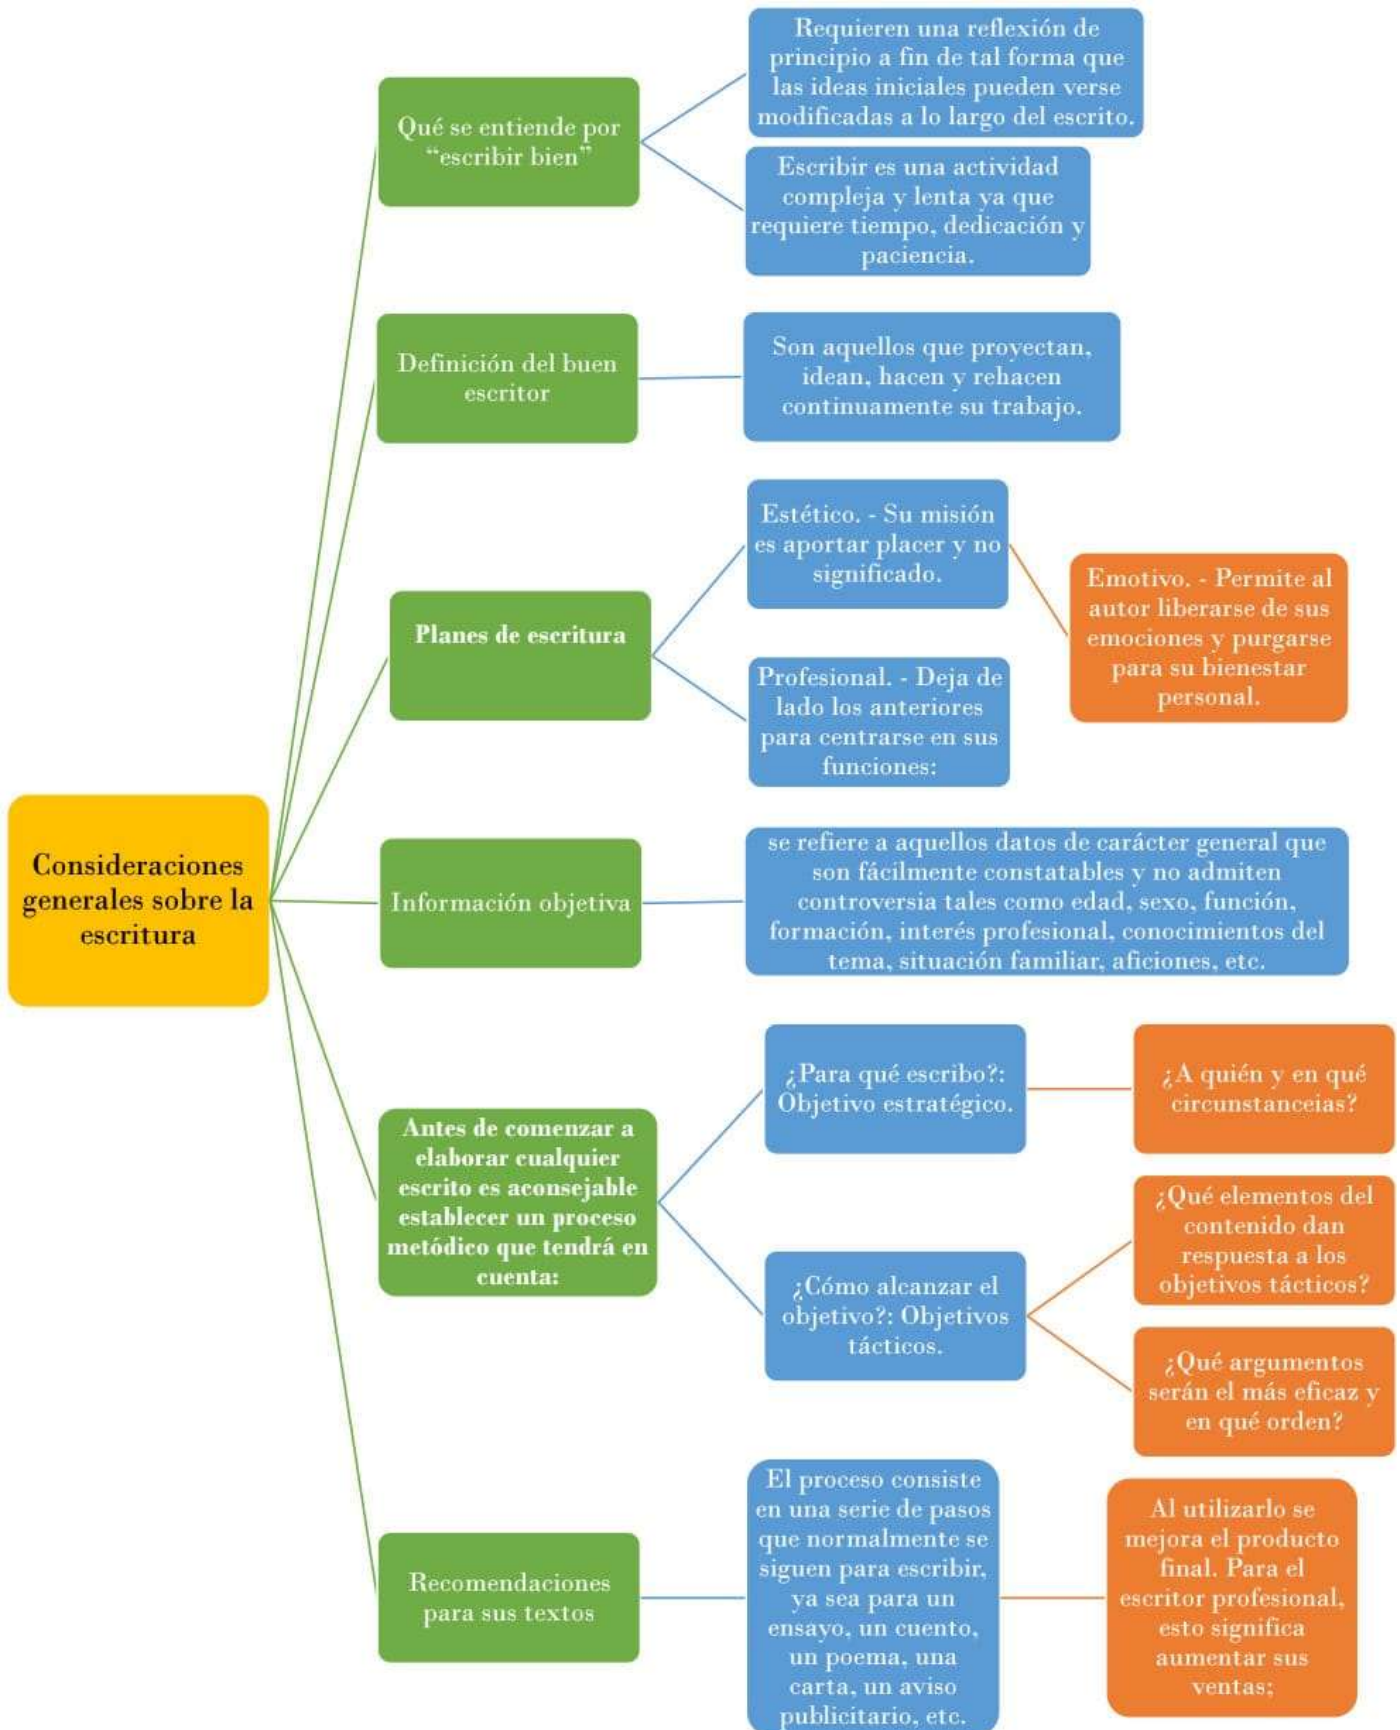 Consideraciones
generales sobre la
escritura
Qué se entiende por
“escribir bien”
Requieren una reflexión de
principio a fin de tal forma que
las ideas iniciales pueden verse
modificadas a lo largo del escrito.
Escribir es una actividad
compleja y lenta ya que
requiere tiempo, dedicación y
paciencia.
Definición del buen
escritor
Son aquellos que proyectan,
idean, hacen y rehacen
continuamente su trabajo.
Planes de escritura
Estético. - Su misión
es aportar placer y no
significado.
Emotivo. - Permite al
autor liberarse de sus
emociones y purgarse
para su bienestar
personal.
Profesional. - Deja de
lado los anteriores
para centrarse en sus
funciones:
Información objetiva
se refiere a aquellos datos de carácter general que
son fácilmente constatables y no admiten
controversia tales como edad, sexo, función,
formación, interés profesional, conocimientos del
tema, situación familiar, aficiones, etc.
Antes de comenzar a
elaborar cualquier
escrito es aconsejable
establecer un proceso
metódico que tendrá en
cuenta:
¿Para qué escribo?:
Objetivo estratégico.
¿A quién y en qué
circunstanceias?
¿Cómo alcanzar el
objetivo?: Objetivos
tácticos.
¿Qué elementos del
contenido dan
respuesta a los
objetivos tácticos?
¿Qué argumentos
serán el más eficaz y
en qué orden?
Recomendaciones
para sus textos
El proceso consiste
en una serie de pasos
que normalmente se
siguen para escribir,
ya sea para un
ensayo, un cuento,
un poema, una
carta, un aviso
publicitario, etc.
Al utilizarlo se
mejora el producto
final. Para el
escritor profesional,
esto significa
aumentar sus
ventas;